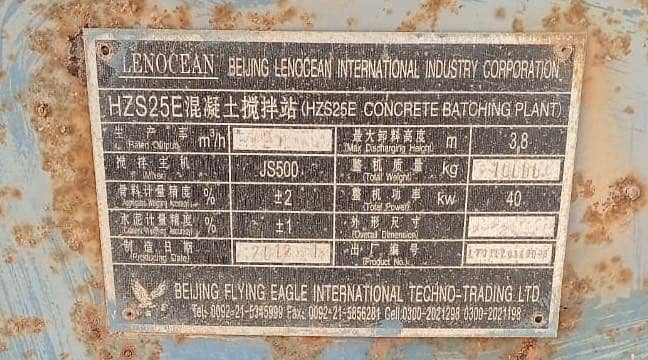 LENOCEAN BEIJING LENOCEAN INTERNATIONAL INDUSTRY CORPORATION
HZS25E混凝土搅拌站(HZS25E CONCRETE BATCHING PLANT)
生产率 (Rated Output) m³/h 最大卸料高度 (Max Discharging Height) m 3,8
搅拌主机 (Mixer) JS500 整机质量 (Total Weight) kg
骨料计量精度 % ±2 整机功率 (Total Power) kw 40
水泥计量精度 % ±1 外形尺寸 (Overall Dimension)
制造日期 (Producing Date) 2012 出厂编号 (Product No.)
BEIJING FLYING EAGLE INTERNATIONAL TECHNO-TRADING LTD
Tel: 0092-21-5345999 Fax: 0092-21-5856281 Cell:0300-2021298 0300-2021198